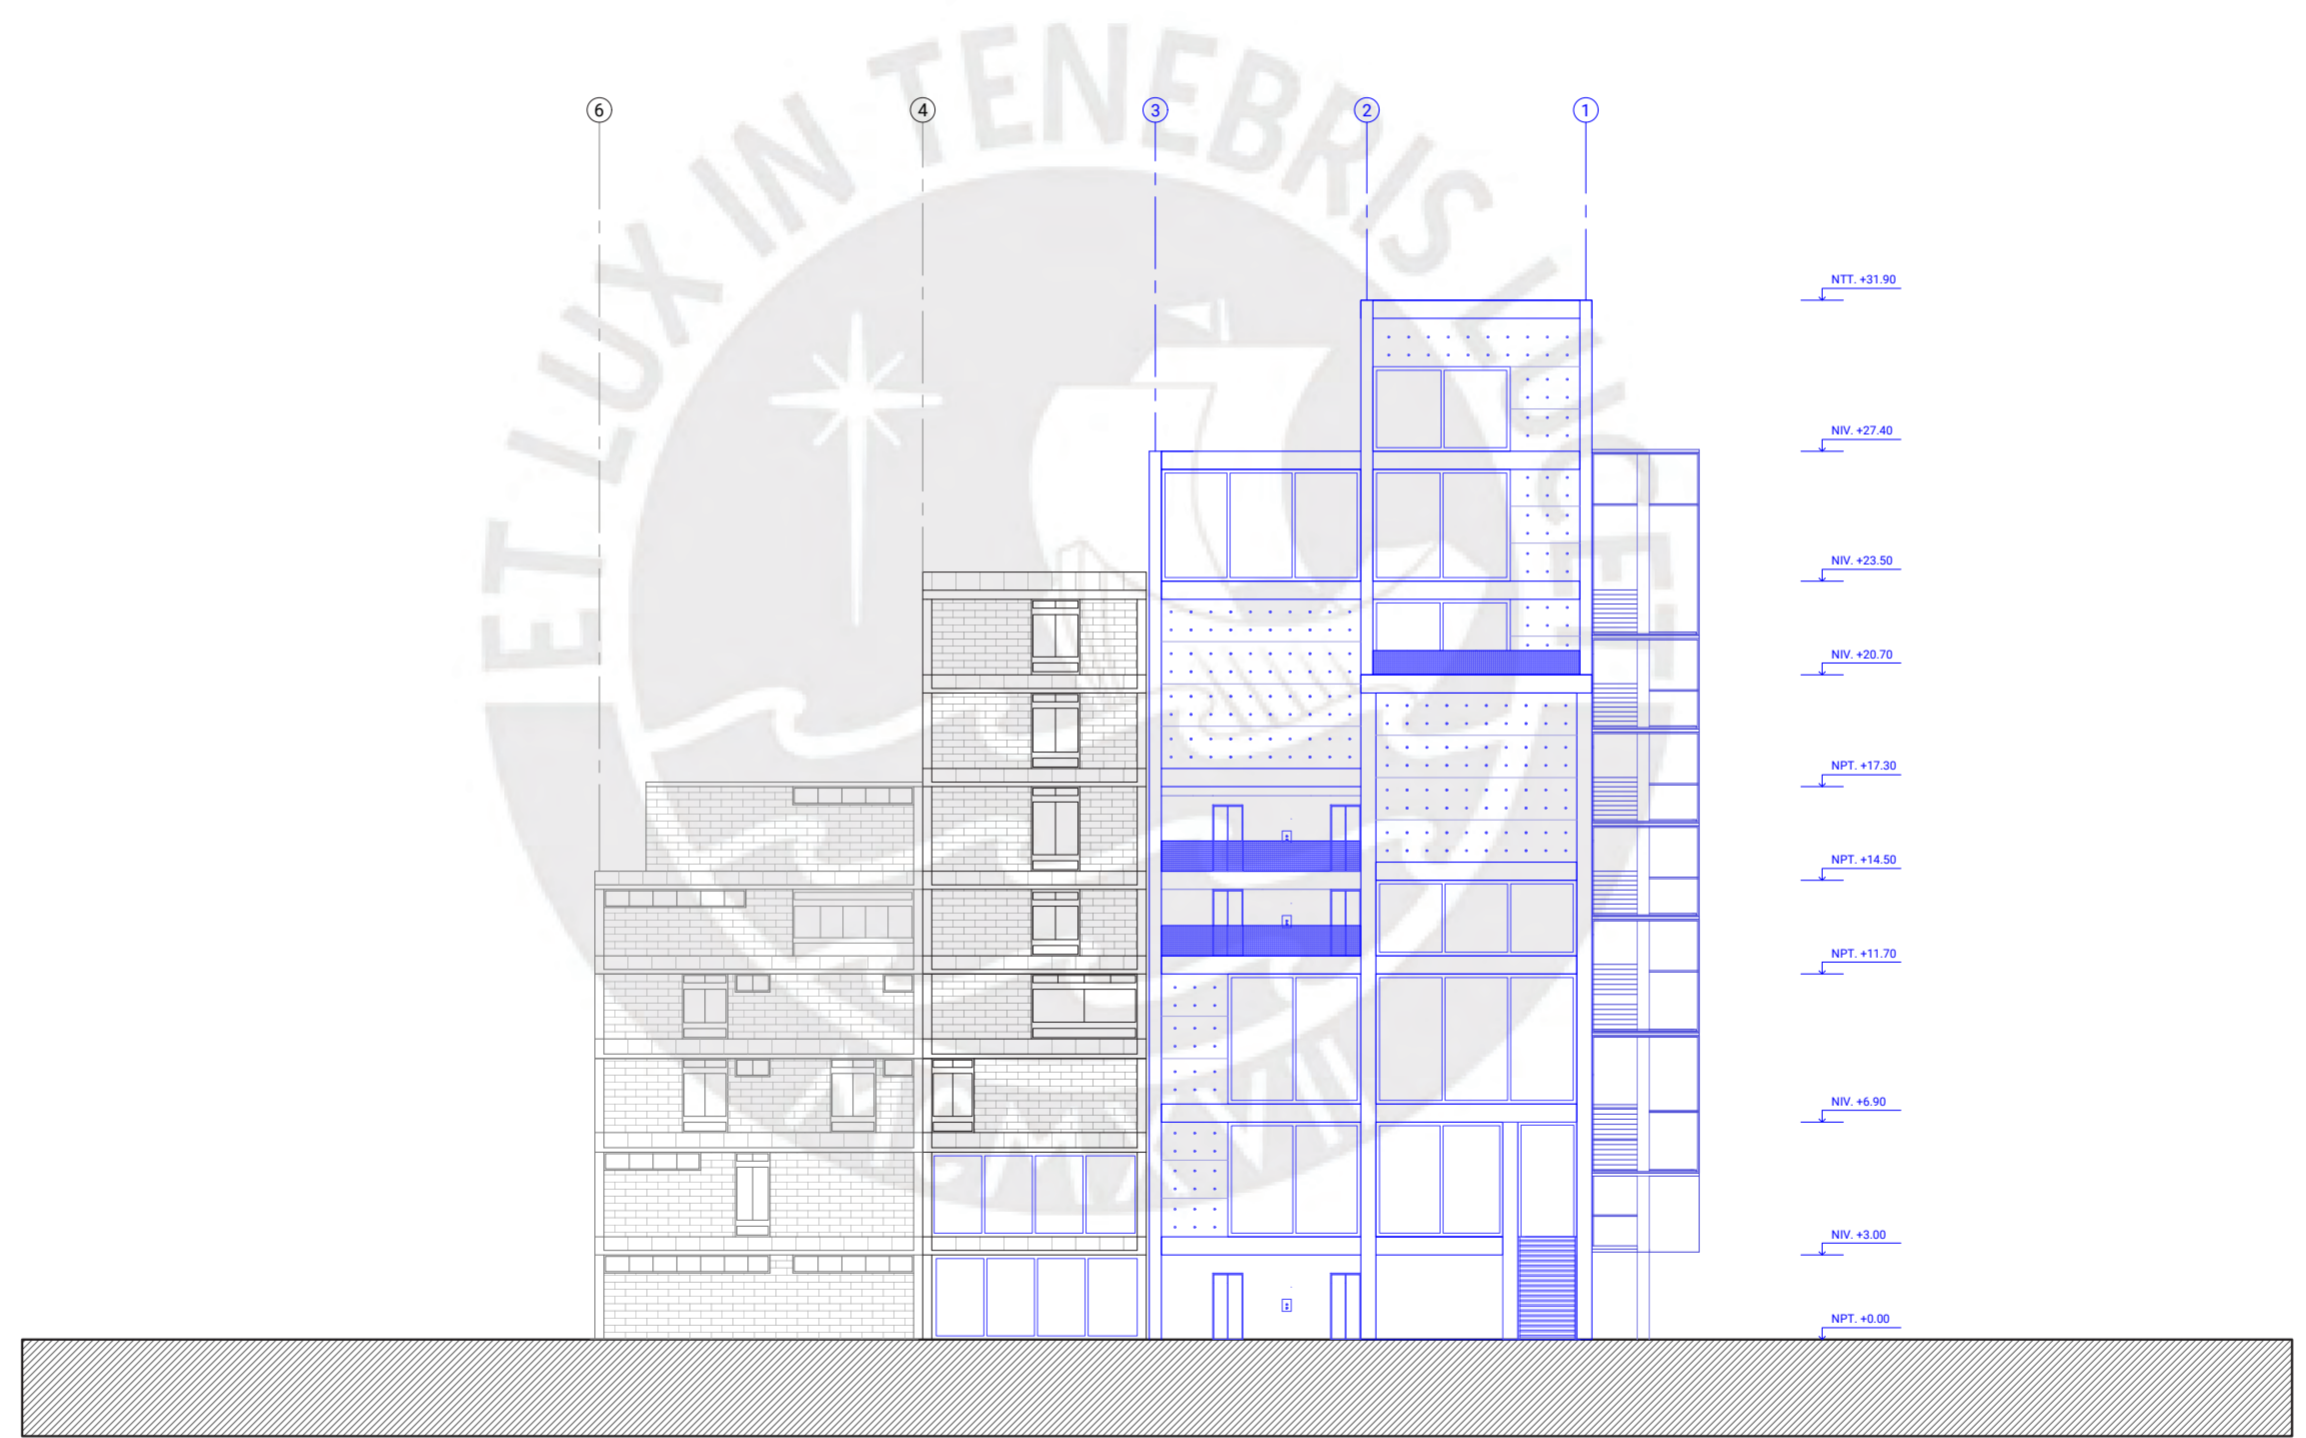 ET LUX IN TENEBRIS LUCET
6
4
3
2
1
NTT. +31.90
NIV. +27.40
NIV. +23.50
NIV. +20.70
NPT. +17.30
NPT. +14.50
NPT. +11.70
NIV. +6.90
NIV. +3.00
NPT. +0.00
MCMXVII